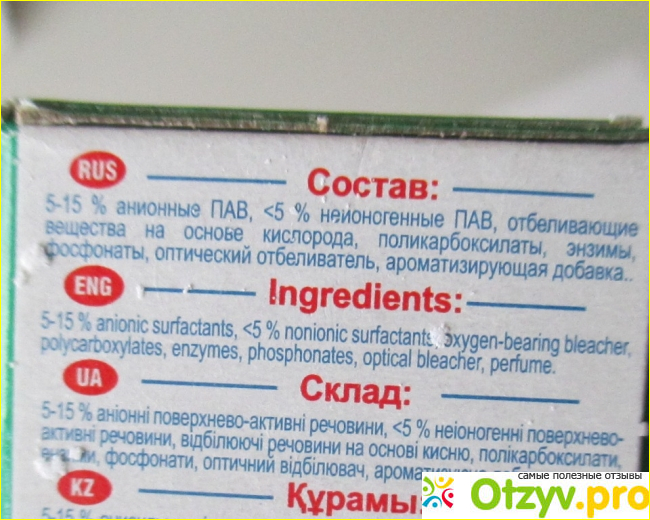 RUS Состав:
5-15 % анионные ПАВ, <5 % неионогенные ПАВ, отбеливающие
вещества на основе кислорода, поликарбоксилаты, энзимы,
фосфонаты, оптический отбеливатель, ароматизирующая добавка..
ENG Ingredients:
5-15 % anionic surfactants, <5 % nonionic surfactants, oxygen-bearing bleacher,
polycarboxylates, enzymes, phosphonates, optical bleacher, perfume.
UA Склад:
5-15 % аніонні поверхнево-активні речовини, <5% неіоногенні поверхнево-
активні речовини, відбілюючі речовини на основі кисню, полікарбоксилати,
фосфонати, оптичний відбілювач,
KZ Құрамы:
5-15 %
самые полезные отзывы
Otzyv.pro